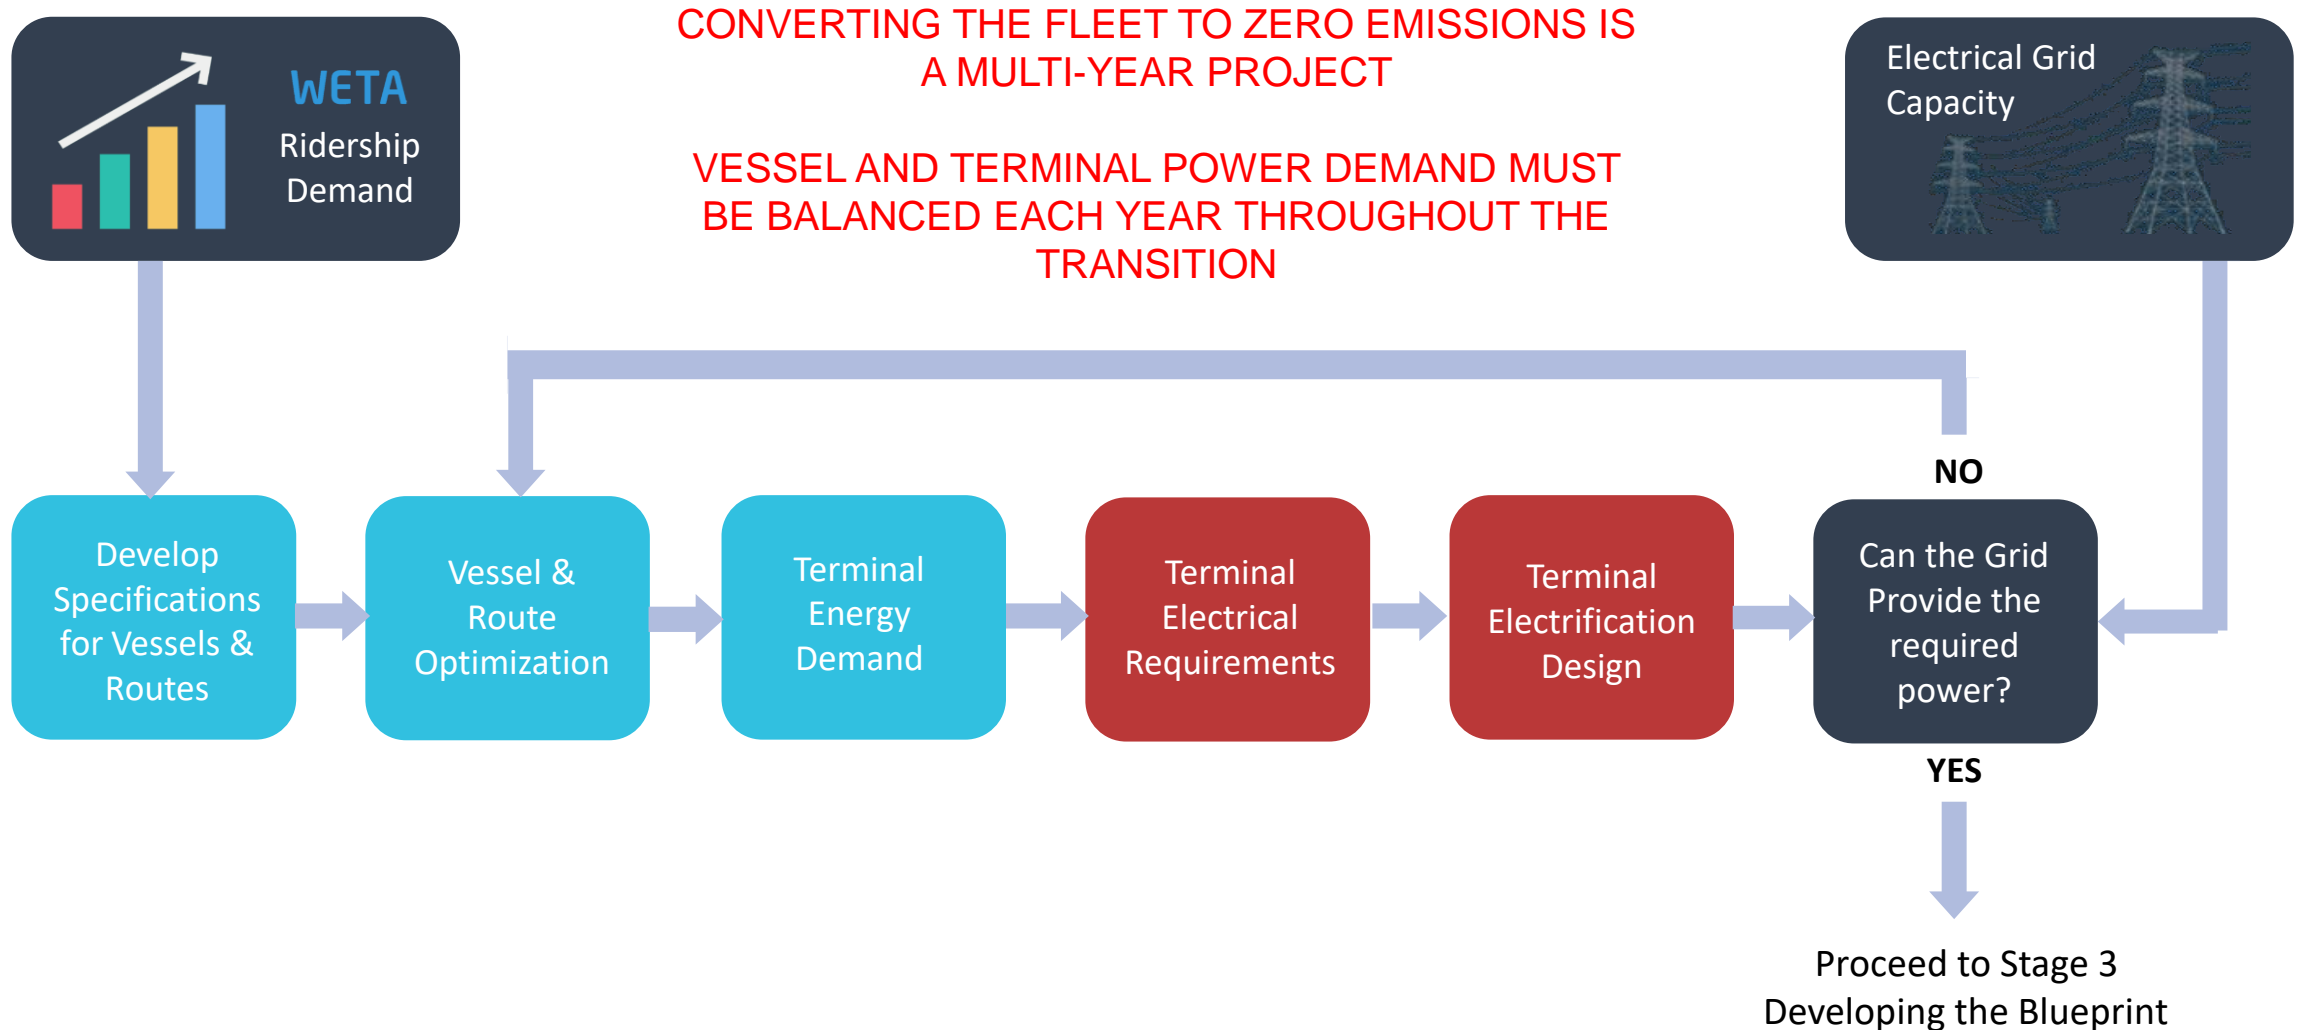 CONVERTING THE FLEET TO ZERO EMISSIONS IS
A MULTI-YEAR PROJECT
VESSEL AND TERMINAL POWER DEMAND MUST
BE BALANCED EACH YEAR THROUGHOUT THE
TRANSITION
WETA
Ridership
Demand
Electrical Grid
Capacity
Develop
Specifications
for Vessels &
Routes
Vessel &
Route
Optimization
Terminal
Energy
Demand
Terminal
Electrical
Requirements
Terminal
Electrification
Design
NO
Can the Grid
Provide the
required
power?
YES
Proceed to Stage 3
Developing the Blueprint